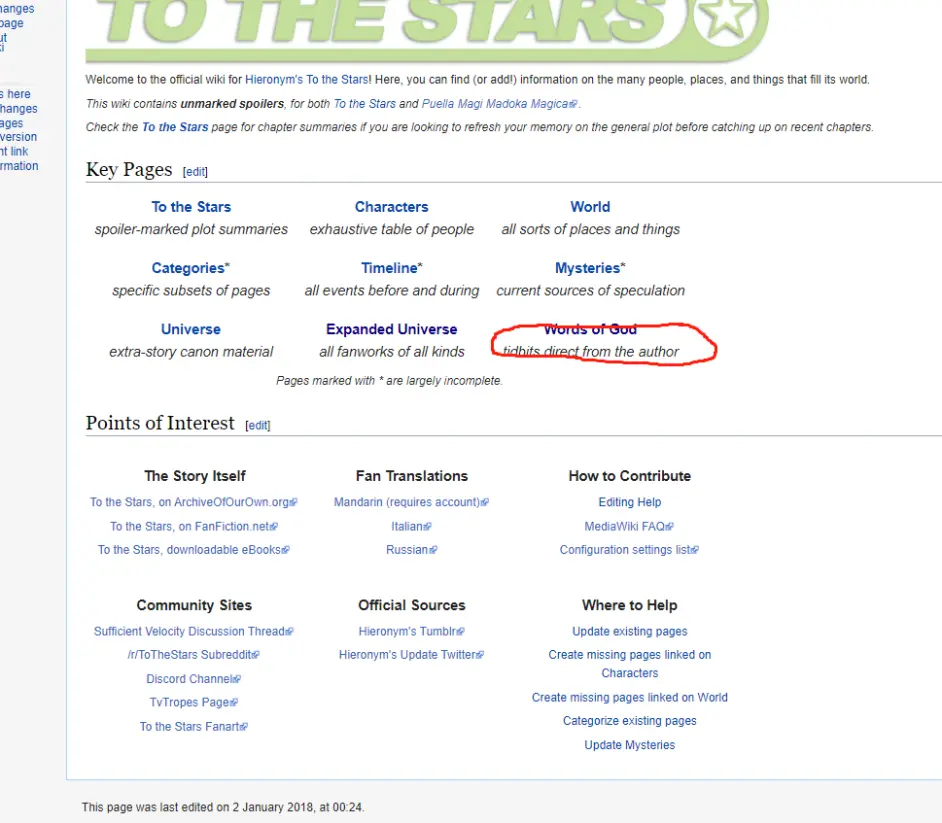 hanges
TO THE STARS
page
ut
ki
Welcome to the official wiki for Hieronym's To the Stars! Here, you can find (or add!) information on the many people, places, and things that fill its world.
s here
This wiki contains unmarked spoilers, for both To the Stars and Puella Magi Madoka Magica.
hanges
ages
Check the To the Stars page for chapter summaries if you are looking to refresh your memory on the general plot before catching up on recent chapters.
version
nt link
rmation
Key Pages [edit]
To the Stars Characters World
spoiler-marked plot summaries exhaustive table of people all sorts of places and things
Categories* Timeline* Mysteries*
specific subsets of pages all events before and during current sources of speculation
Universe Expanded Universe Words of God
extra-story canon material all fanworks of all kinds tidbits direct from the author
Pages marked with * are largely incomplete.
Points of Interest [edit]
The Story Itself
To the Stars, on ArchiveOfOurOwn.org
To the Stars, on FanFiction.net
To the Stars, downloadable eBooks
Fan Translations
Mandarin (requires account)
Italian
Russian
How to Contribute
Editing Help
MediaWiki FAQ
Configuration settings list
Community Sites
Sufficient Velocity Discussion Thread
/r/ToTheStars Subreddit
Discord Channel
TvTropes Page
To the Stars Fanart
Official Sources
Hieronym's Tumblr
Hieronym's Update Twitter
Where to Help
Update existing pages
Create missing pages linked on
Characters
Create missing pages linked on World
Categorize existing pages
Update Mysteries
This page was last edited on 2 January 2018, at 00:24.